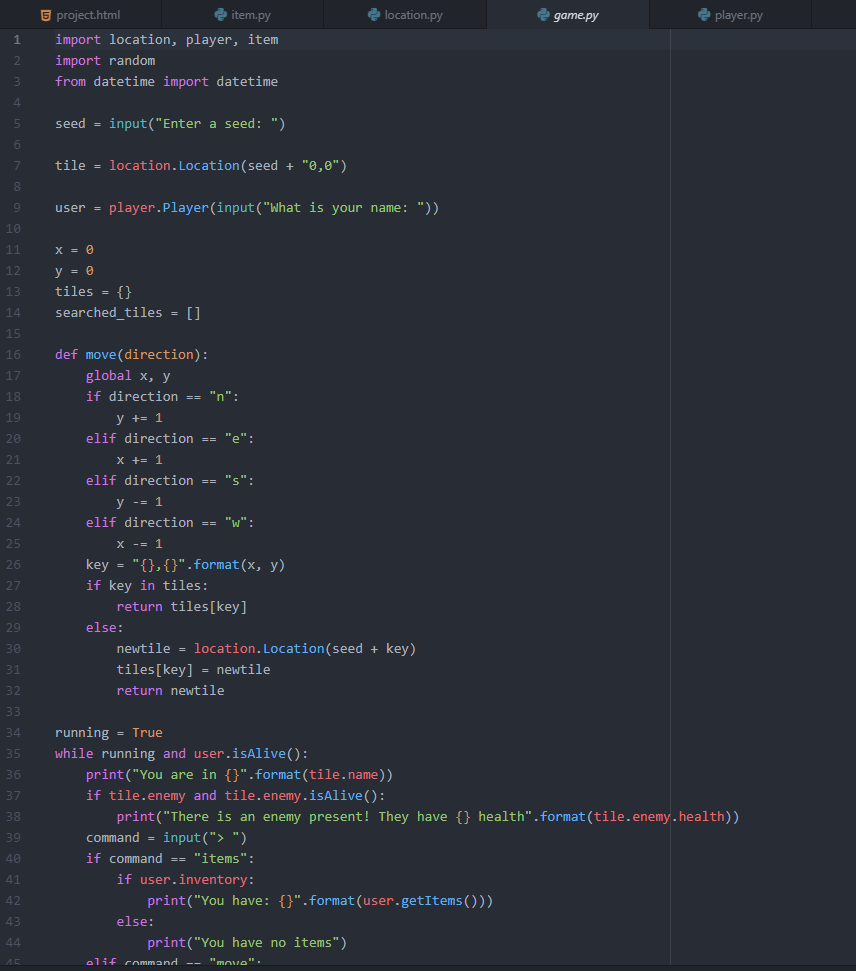 project.html item.py location.py game.py player.py
1 import location, player, item
2 import random
3 from datetime import datetime
4
5 seed = input("Enter a seed: ")
6
7 tile = location.Location(seed + "0,0")
8
9 user = player.Player(input("What is your name: "))
10
11 x = 0
12 y = 0
13 tiles = {}
14 searched_tiles = []
15
16 def move(direction):
17     global x, y
18     if direction == "n":
19         y += 1
20     elif direction == "e":
21         x += 1
22     elif direction == "s":
23         y -= 1
24     elif direction == "w":
25         x -= 1
26     key = "{},{}".format(x, y)
27     if key in tiles:
28         return tiles[key]
29     else:
30         newtile = location.Location(seed + key)
31         tiles[key] = newtile
32         return newtile
33
34 running = True
35 while running and user.isAlive():
36     print("You are in {}".format(tile.name))
37     if tile.enemy and tile.enemy.isAlive():
38         print("There is an enemy present! They have {} health".format(tile.enemy.health))
39     command = input("> ")
40     if command == "items":
41         if user.inventory:
42             print("You have: {}".format(user.getItems()))
43         else:
44             print("You have no items")
45     elif command == "move":